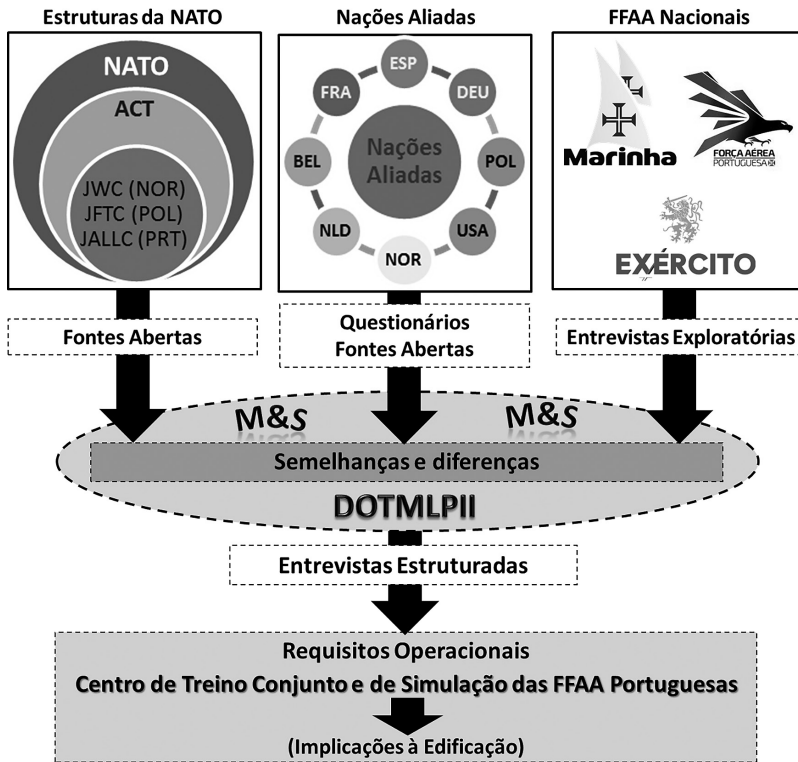 Estruturas da NATO
NATO
ACT
JWC (NOR)
JFTC (POL)
JALLC (PRT)
Nações Aliadas
ESP
DEU
POL
USA
NOR
NLD
BEL
FRA
Nações
Aliadas
FFAA Nacionais
Marinha
FORÇA AÉREA
PORTUGUESA
EXÉRCITO
Fontes Abertas
Questionários
Fontes Abertas
Entrevistas Exploratórias
M&S
M&S
Semelhanças e diferenças
DOTMLPII
Entrevistas Estruturadas
Requisitos Operacionais
Centro de Treino Conjunto e de Simulação das FFAA Portuguesas
(Implicações à Edificação)